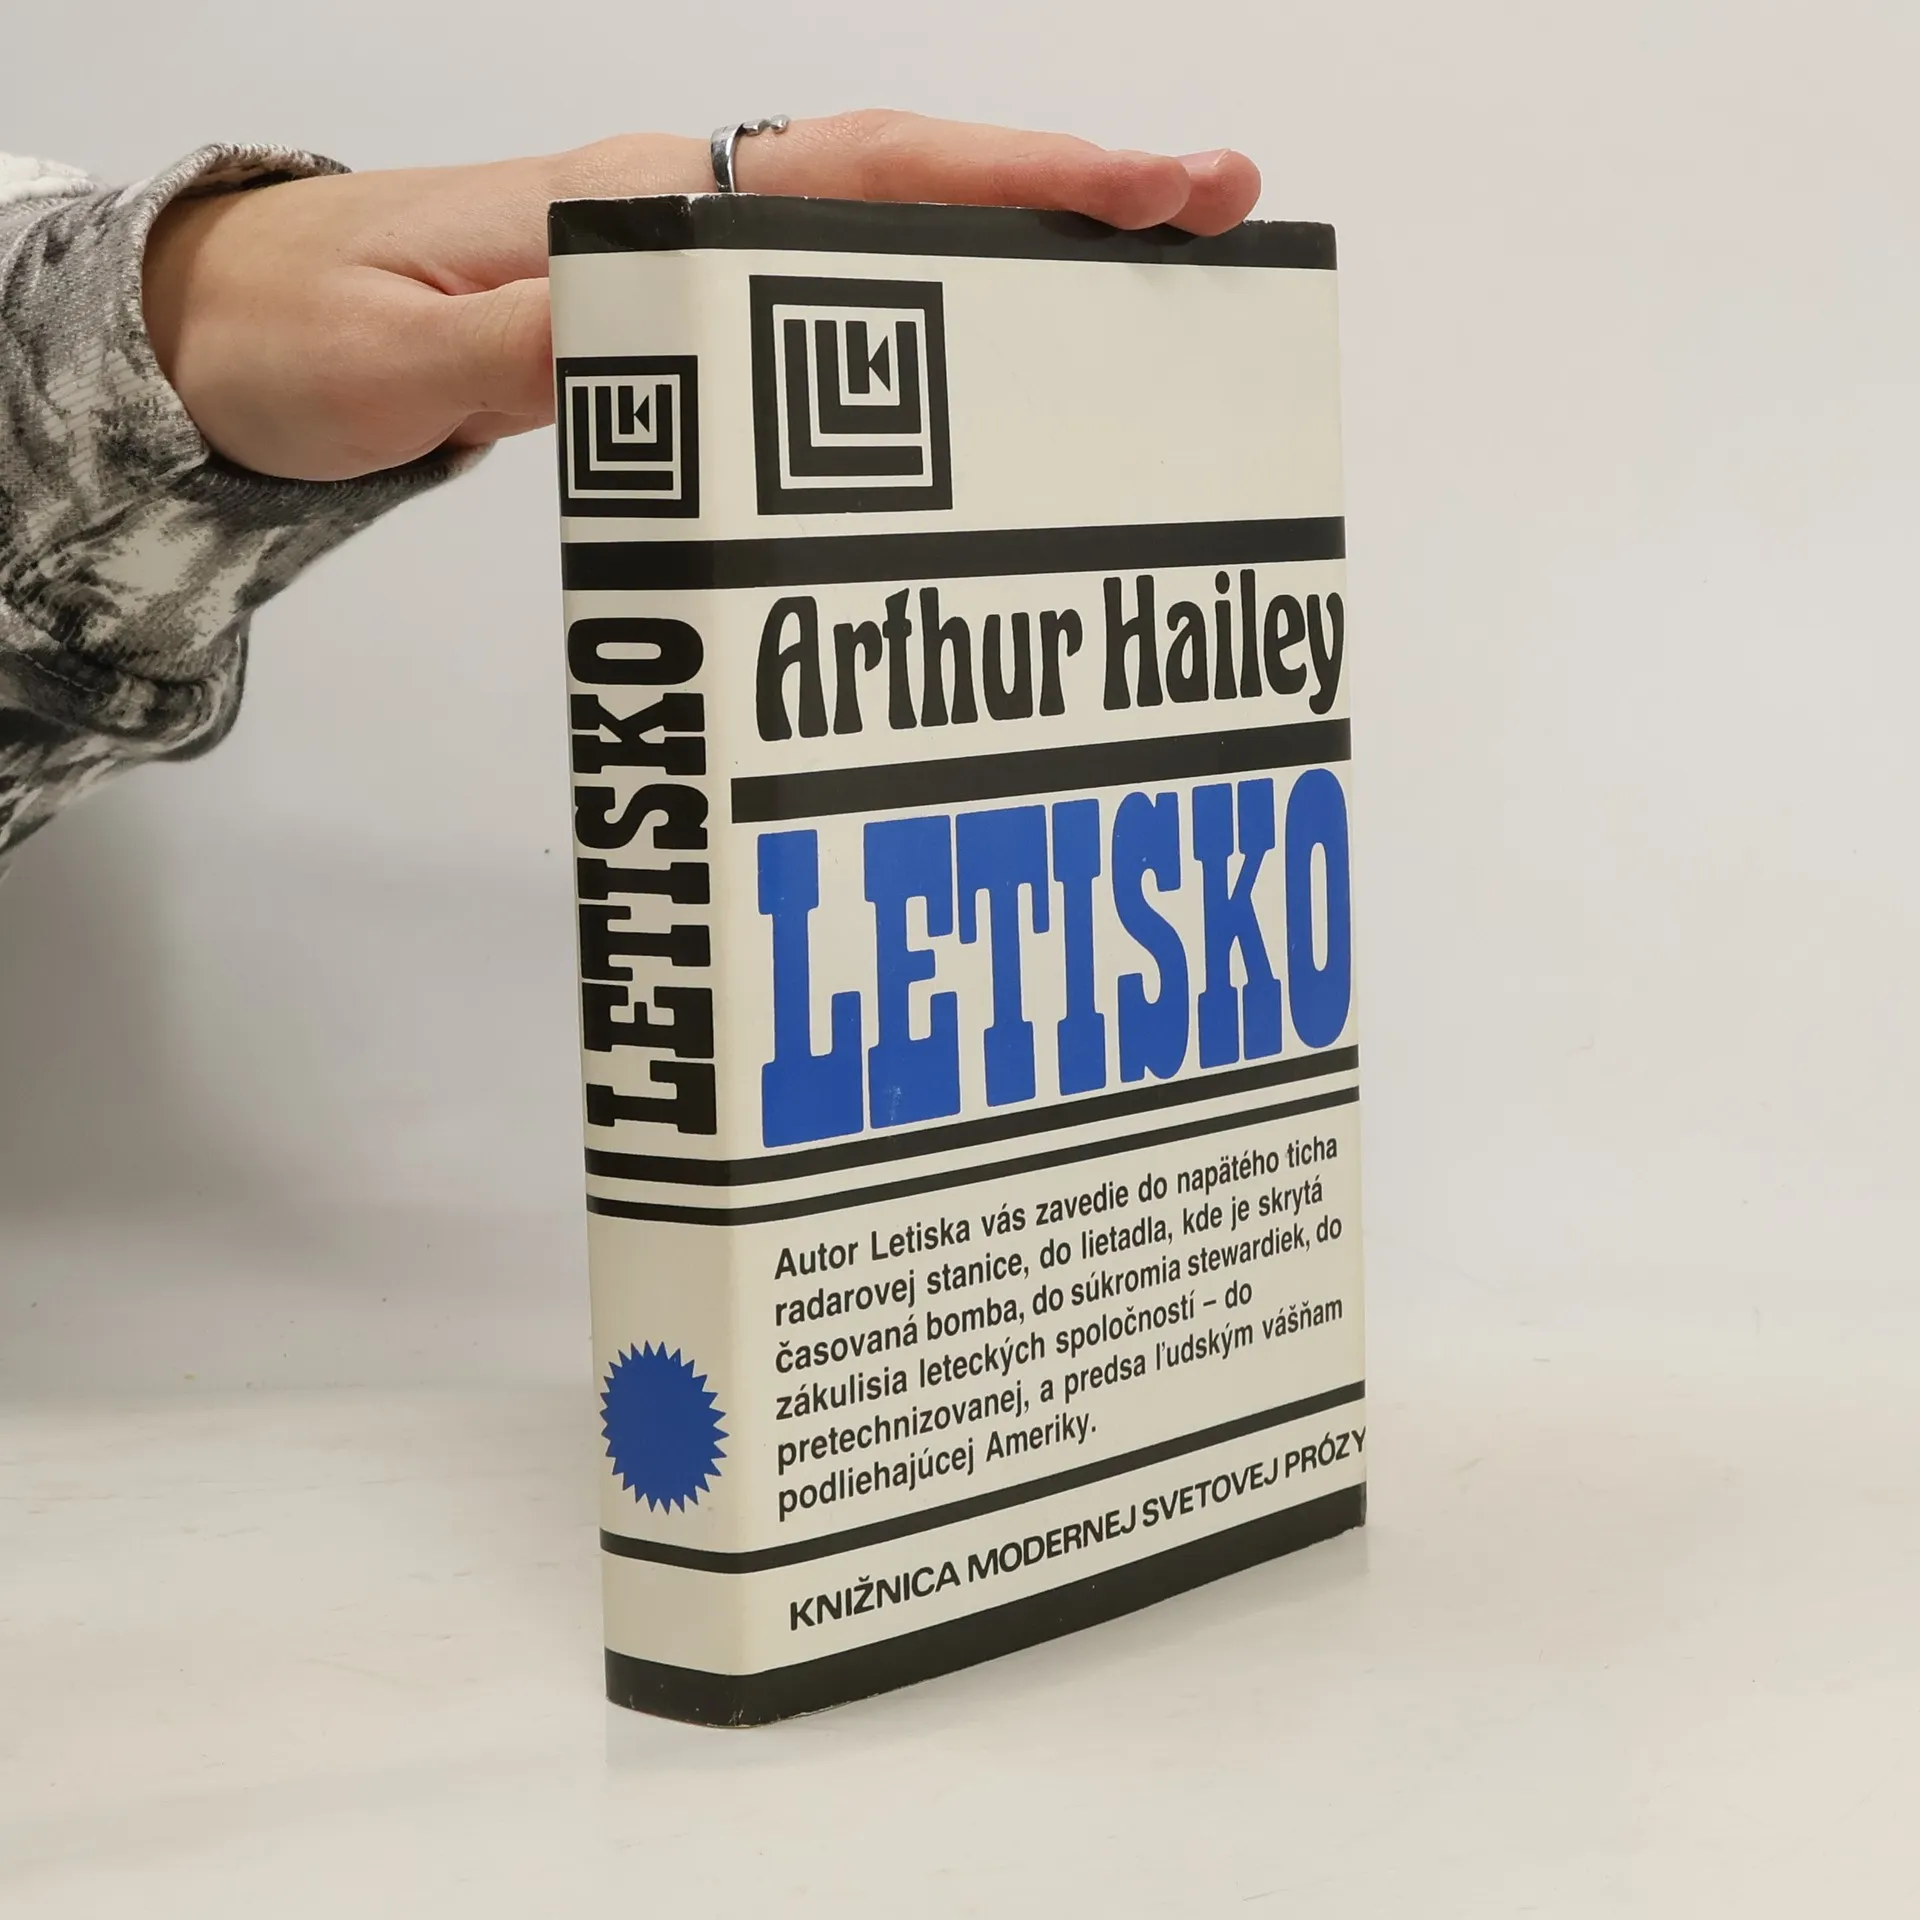 LETISKO
Arthur Hailey
LETISKO
Autor Letiska vás zavedie do napätého ticha
radarovej stanice, do lietadla, kde je skrytá
časovaná bomba, do súkromia stewardiek, do
zákulisia leteckých spoločností – do
pretechnizovanej, a predsa ľudským vášňam
podliehajúcej Ameriky.
KNIŽNICA MODERNEJ SVETOVEJ PRÓZY